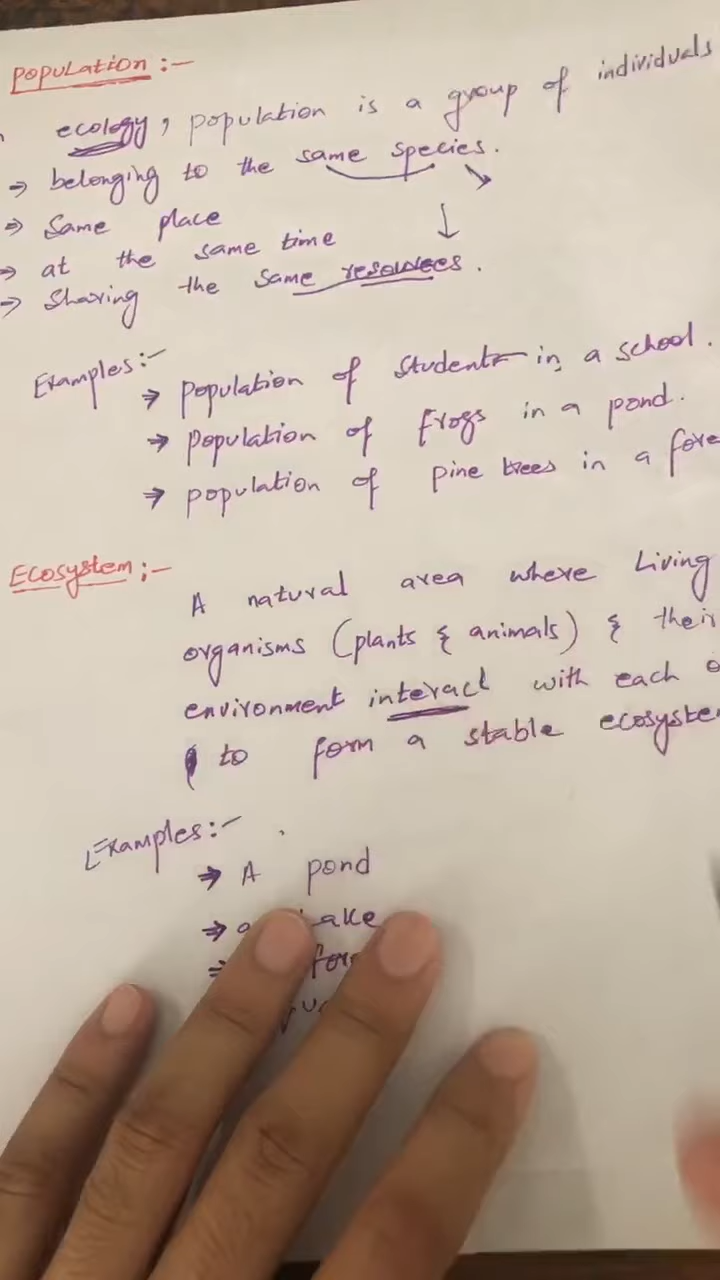 Population :-
ecology, population is a group of individuals
→ belonging to the same species.
→ Same place
→ at the same time
→ Sharing the same resources.
Examples:-
→ population of students in a school.
→ population of frogs in a pond.
→ population of pine trees in a
Ecosystem :-
A natural area where Living
organisms (plants & animals) & their
environment interact with each
to form a stable
Examples:-
→ A pond
→ a